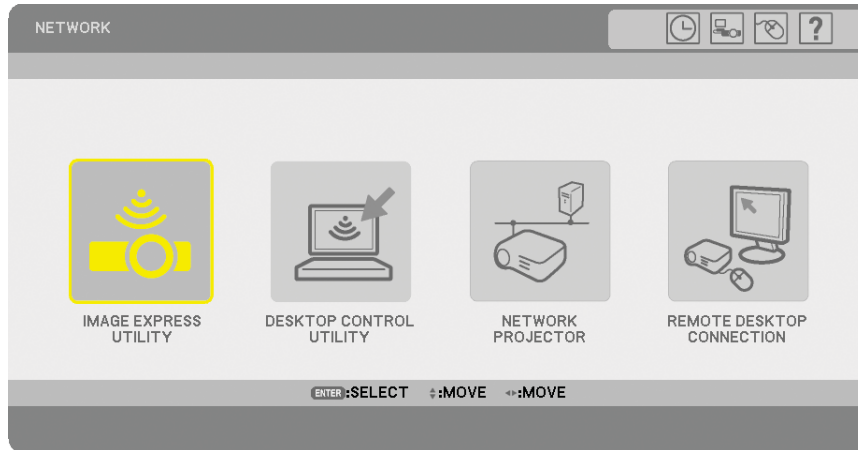 NETWORK
?
IMAGE EXPRESS
UTILITY
DESKTOP CONTROL
UTILITY
NETWORK
PROJECTOR
REMOTE DESKTOP
CONNECTION
ENTER:SELECT :MOVE :MOVE